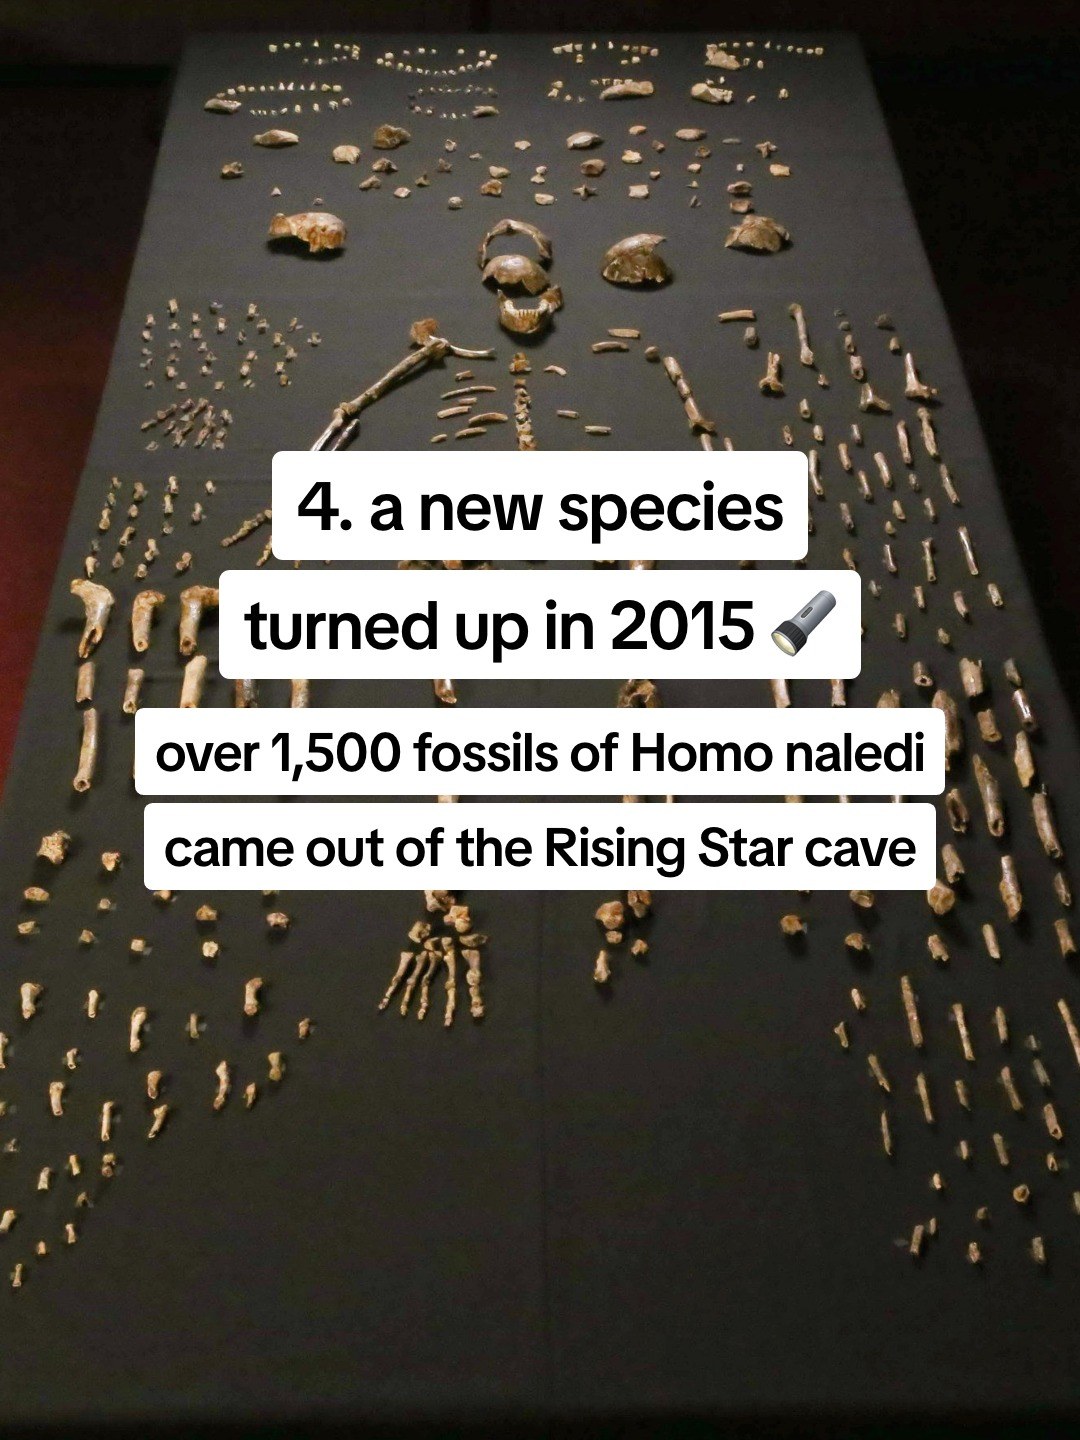 4. a new species
turned up in 2015 🔦
over 1,500 fossils of Homo naledi
came out of the Rising Star cave